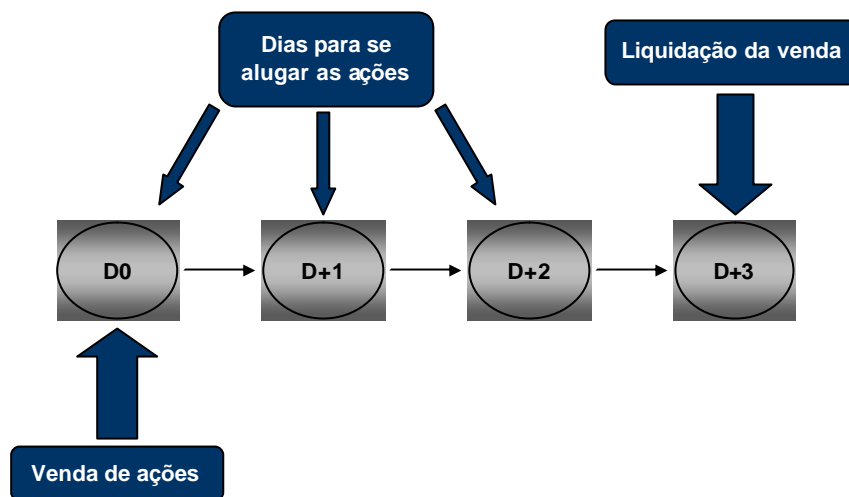 Dias para se
alugar as ações
Liquidação da venda
D0
D+1
D+2
D+3
Venda de ações